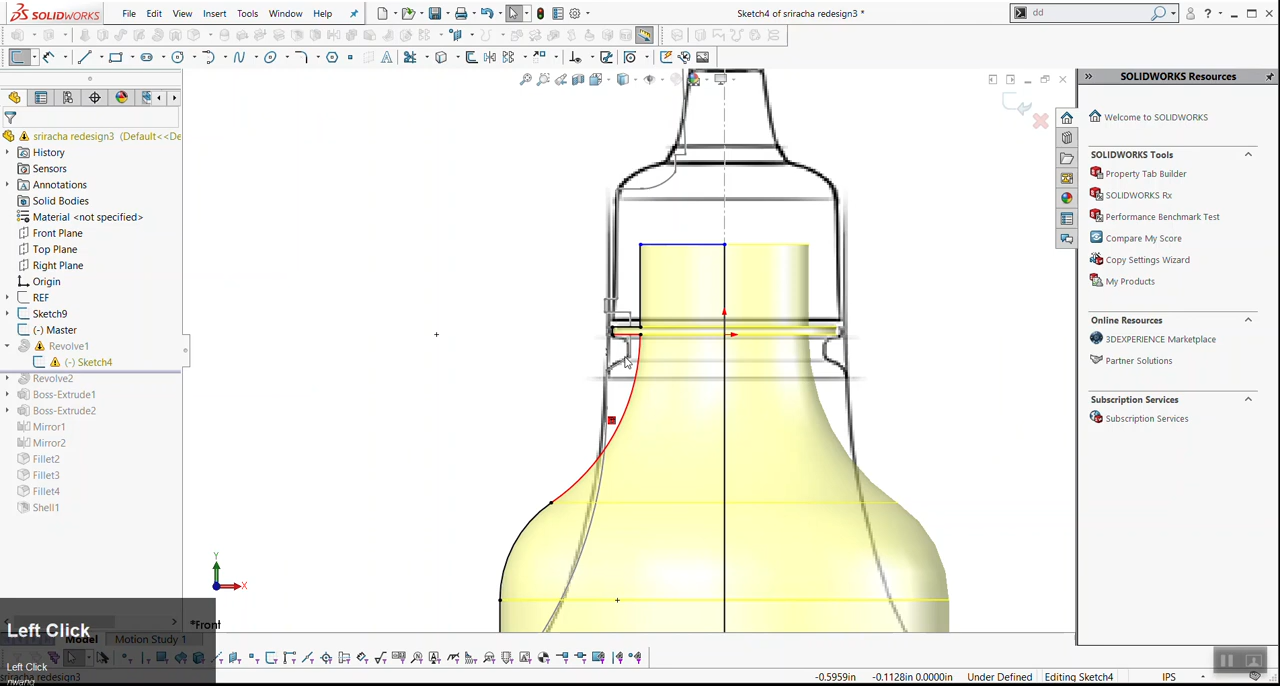 SOLIDWORKS File Edit View Insert Tools Window Help Sketch4 of sriracha redesign3 * dd
SOLIDWORKS Resources
Welcome to SOLIDWORKS
SOLIDWORKS Tools
Property Tab Builder
SOLIDWORKS Rx
Performance Benchmark Test
Compare My Score
Copy Settings Wizard
My Products
Online Resources
3DEXPERIENCE Marketplace
Partner Solutions
Subscription Services
Subscription Services
sriracha redesign3 (Default<<De
History
Sensors
Annotations
Solid Bodies
Material <not specified>
Front Plane
Top Plane
Right Plane
Origin
REF
Sketch9
(-) Master
Revolve1
(-) Sketch4
Revolve2
Boss-Extrude1
Boss-Extrude2
Mirror1
Mirror2
Fillet2
Fillet3
Fillet4
Shell1
Y
X
*Front
Left Click
Left Click
Model Motion Study 1
sriracha redesign3 -0.5959in -0.1128in 0.0000in Under Defined Editing Sketch4 IPS